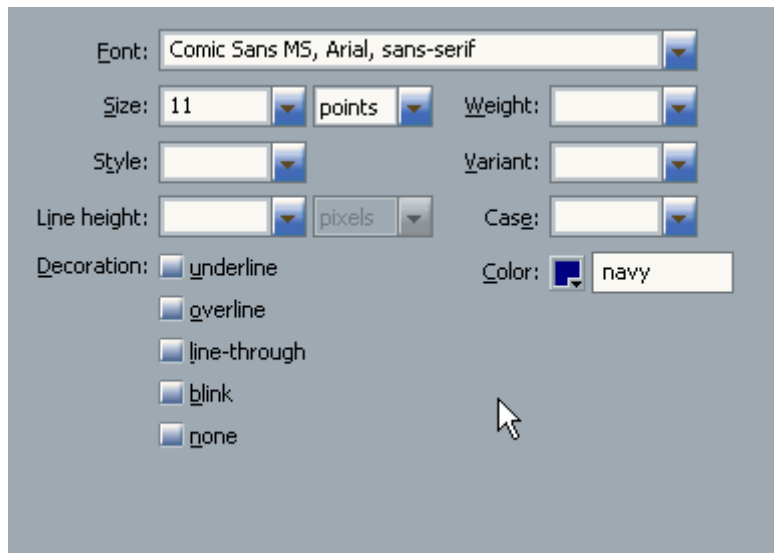 Font: Comic Sans MS, Arial, sans-serif
Size: 11 points Weight:
Style: Variant:
Line height: pixels Case:
Decoration: underline Color: navy
overline
line-through
blink
none